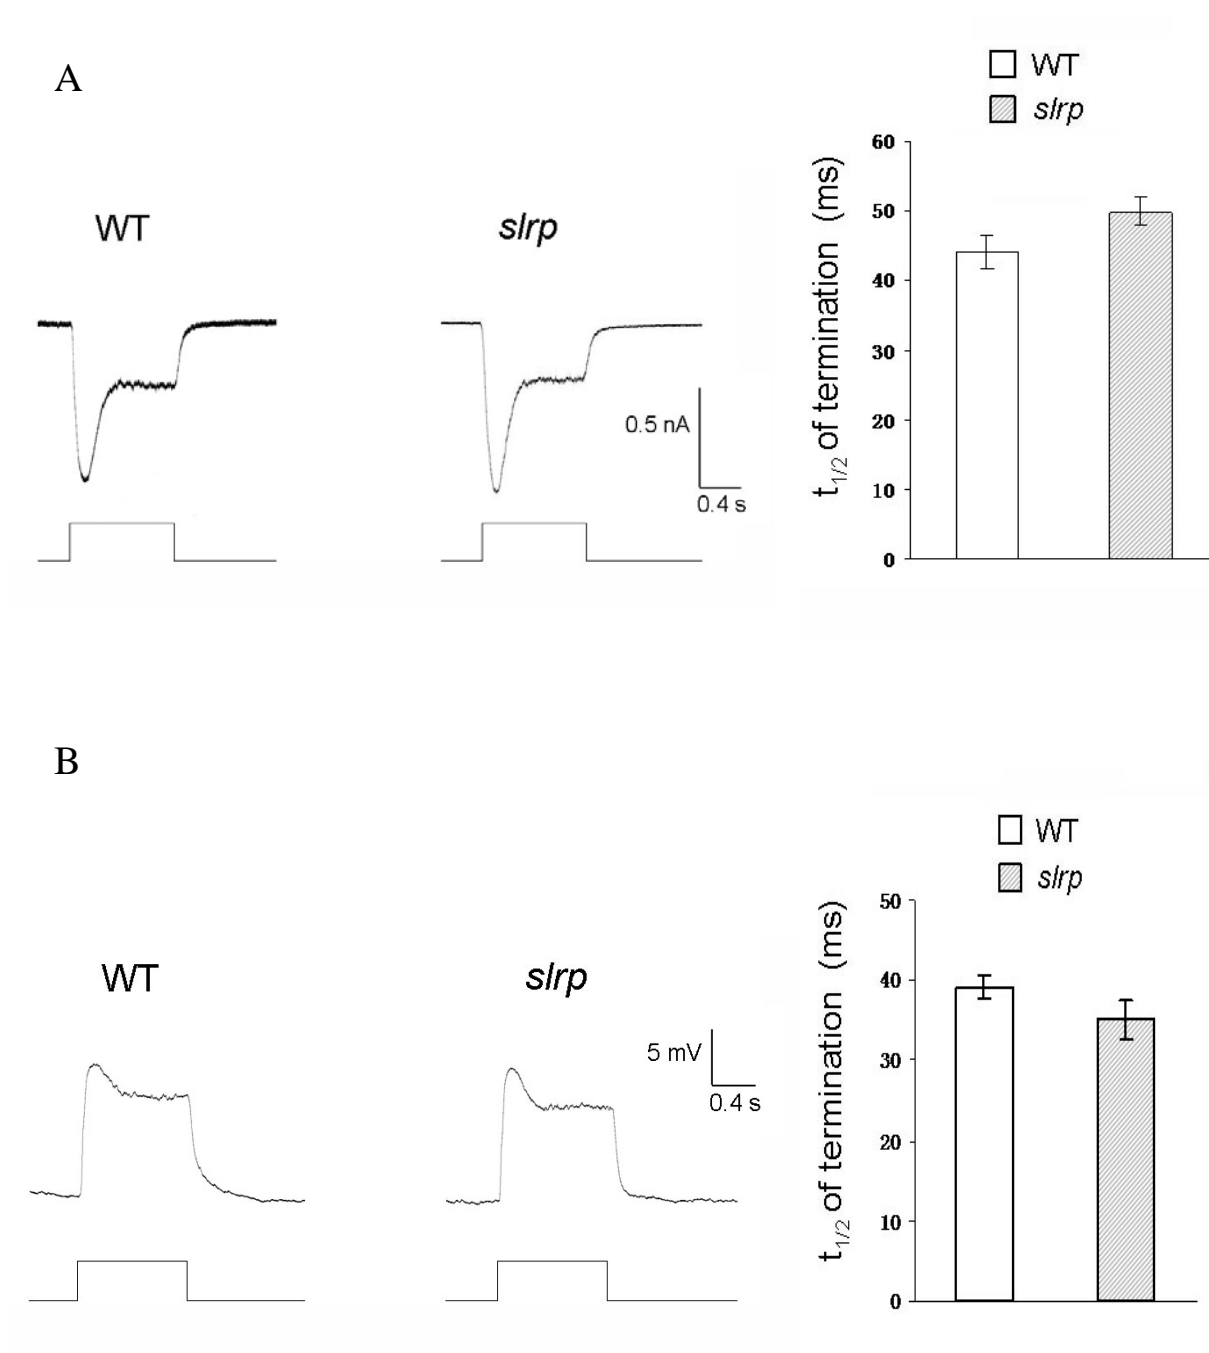 A
WT
slrp
WT
slrp
0.5 nA
0.4 s
t1/2 of termination (ms)
60
50
40
30
20
10
0
B
WT
slrp
WT
slrp
5 mV
0.4 s
t1/2 of termination (ms)
50
40
30
20
10
0